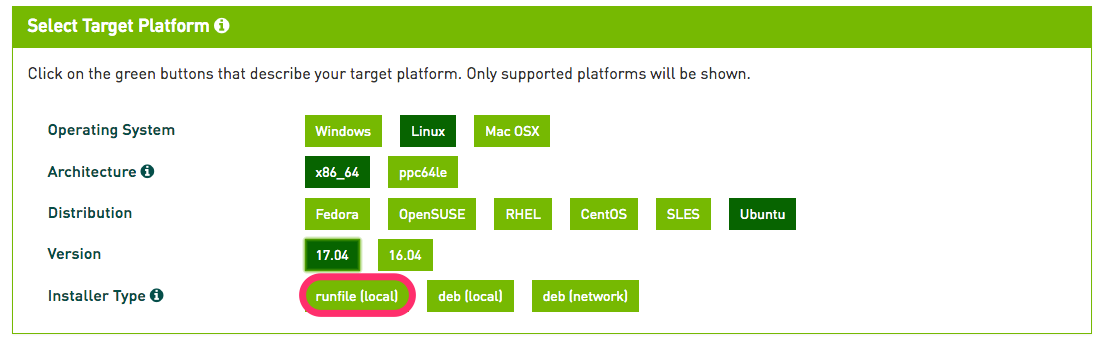 Select Target Platform
Click on the green buttons that describe your target platform. Only supported platforms will be shown.
Operating System Windows Linux Mac OSX
Architecture x86_64 ppc64le
Distribution Fedora OpenSUSE RHEL CentOS SLES Ubuntu
Version 17.04 16.04
Installer Type runfile (local) deb (local) deb (network)